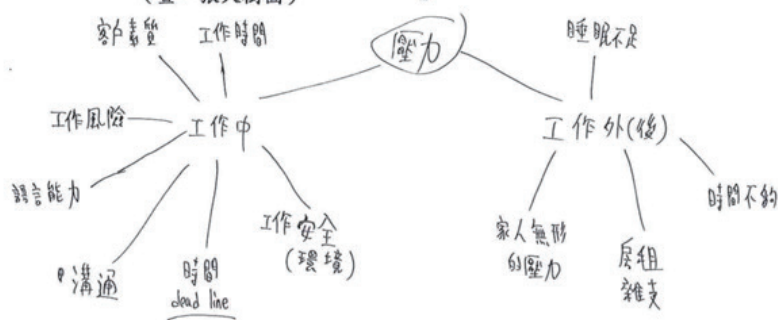 壓力
客户素質
工作時間
睡眠不足
工作風險
工作中
工作外(後)
語言能力
時間不夠
工作安全
(環境)
家人無形
的壓力
房租
雜支
溝通
時間
dead line